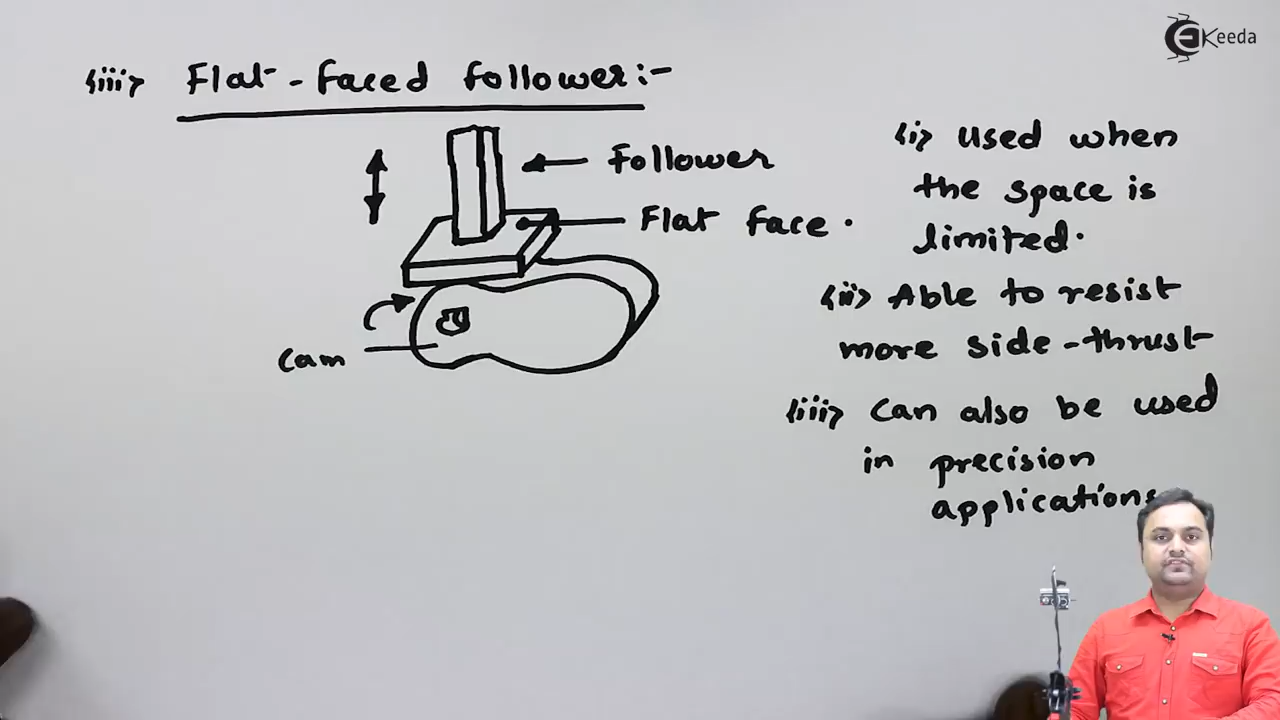 EKeeda
(iii) Flat-faced follower:-
Follower
Flat face.
Cam
(i) Used when
the space is
limited.
(ii) Able to resist
more side-thrust
(iii) Can also be used
in precision
applications